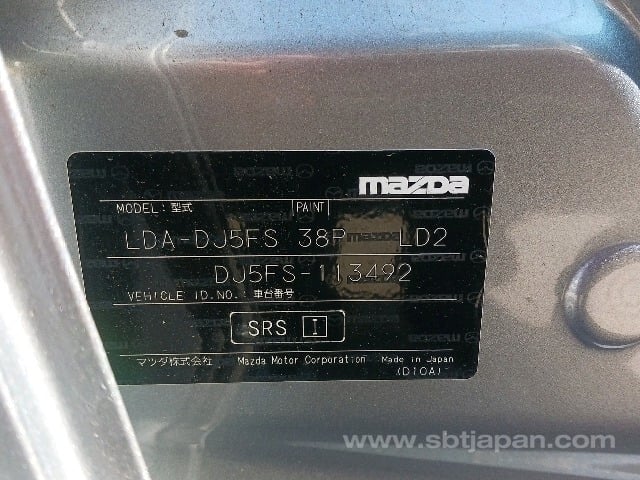 mazda
MODEL:型式 PAINT
LDA-DJ5FS 38P LD2
DJ5FS-113492
VEHICLE ID.NO.:車台番号
SRS I
マツダ株式会社 Mazda Motor Corporation Made in Japan
(D10A)
www.sbtjapan.com